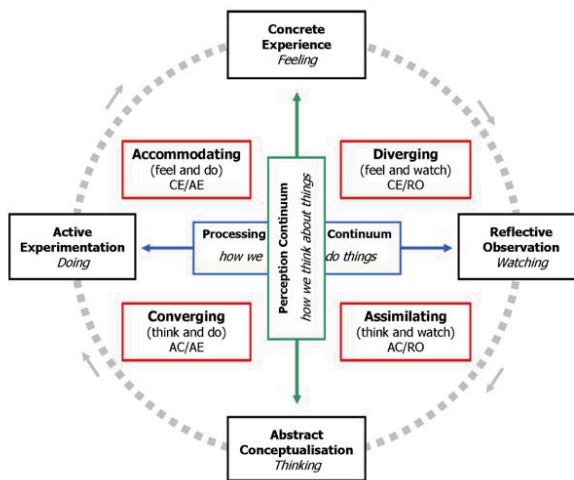 Concrete
Experience
Feeling
Accommodating
(feel and do)
CE/AE
Diverging
(feel and watch)
CE/RO
Active
Experimentation
Doing
Processing
how we
Perception Continuum
how we think about things
Continuum
do things
Reflective
Observation
Watching
Converging
(think and do)
AC/AE
Assimilating
(think and watch)
AC/RO
Abstract
Conceptualisation
Thinking